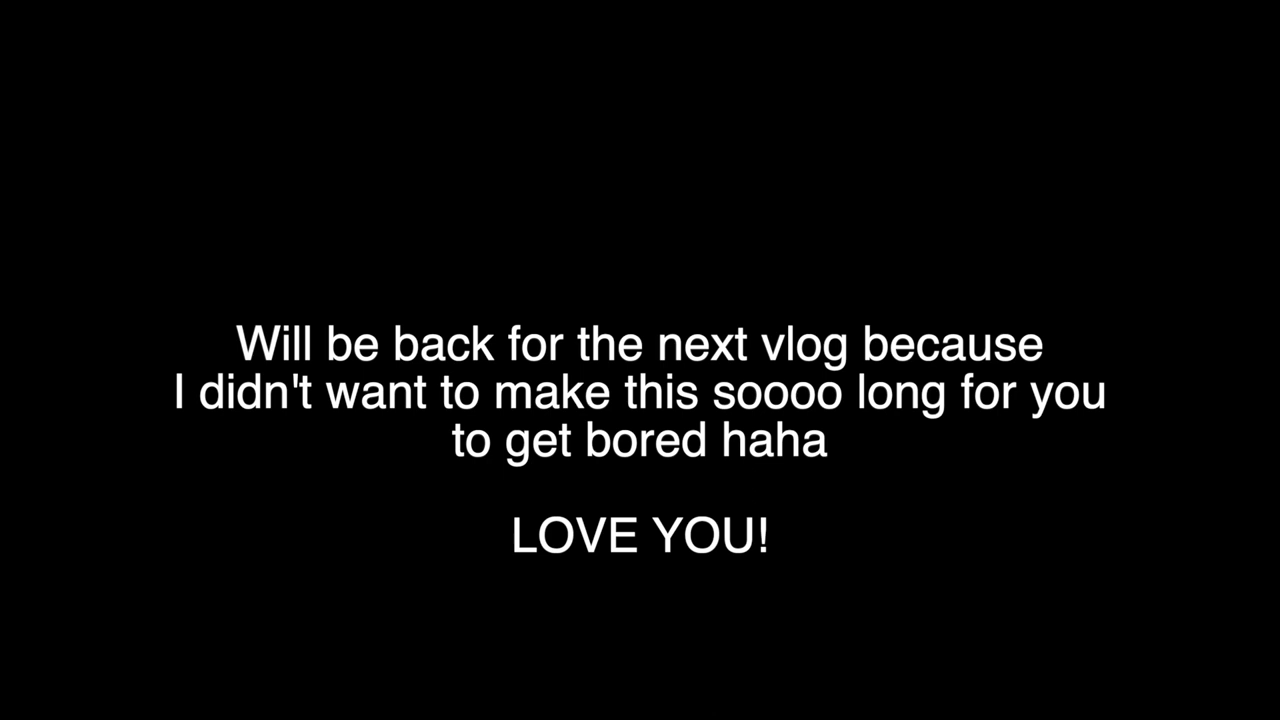 Will be back for the next vlog because
I didn't want to make this soooo long for you
to get bored haha
LOVE YOU!